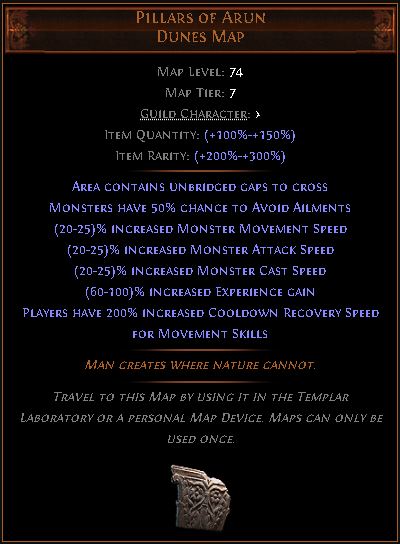 Pillars of Arun
Dunes Map
Map Level: 74
Map Tier: 7
Guild Character: ›
Item Quantity: (+100%-+150%)
Item Rarity: (+200%-+300%)
Area contains unbridged gaps to cross
Monsters have 50% chance to Avoid Ailments
(20-25)% increased Monster Movement Speed
(20-25)% increased Monster Attack Speed
(20-25)% increased Monster Cast Speed
(60-100)% increased Experience gain
Players have 200% increased Cooldown Recovery Speed
for Movement Skills
Man creates where nature cannot.
Travel to this Map by using it in the Templar
Laboratory or a personal Map Device. Maps can only be
used once.